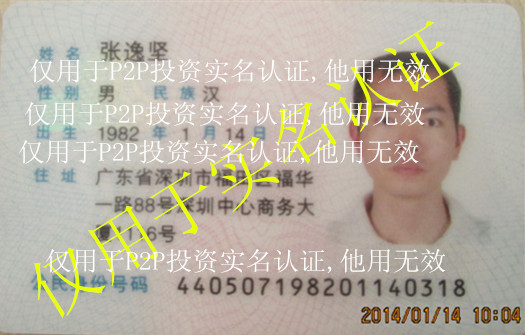 姓名 张逸坚
仅用于P2P投资实名认证,他用无效
性别 男 民族 汉
仅用于P2P投资实名认证,他用无效
出生 1982 年 1 月 14 日
仅用于P2P投资实名认证,他用无效
住址 广东省深圳市福田区福华
一路88号深圳中心商务大
厦1116号
仅用于P2P投资实名认证,他用无效
公民身份号码 440507198201140318
仅用于实名认证
2014/01/14 10:04